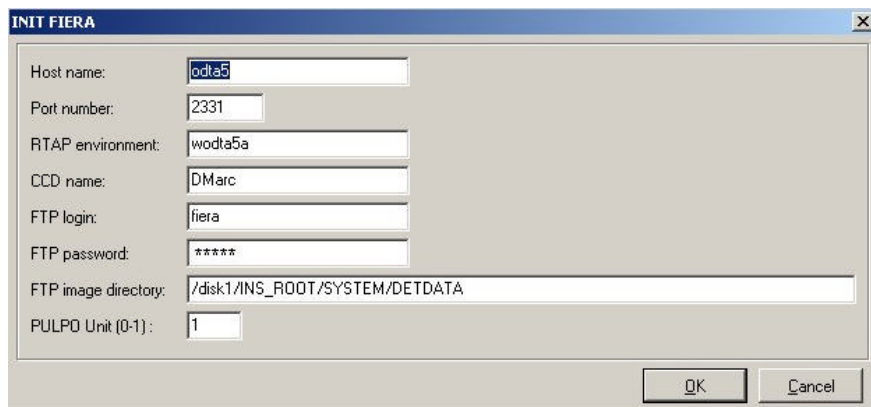 INIT FIERA
Host name: odta5
Port number: 2331
RTAP environment: wodta5a
CCD name: DMarc
FTP login: fiera
FTP password: *****
FTP image directory: /disk1/INS_ROOT/SYSTEM/DETDATA
PULPO Unit (0-1) : 1
OK Cancel